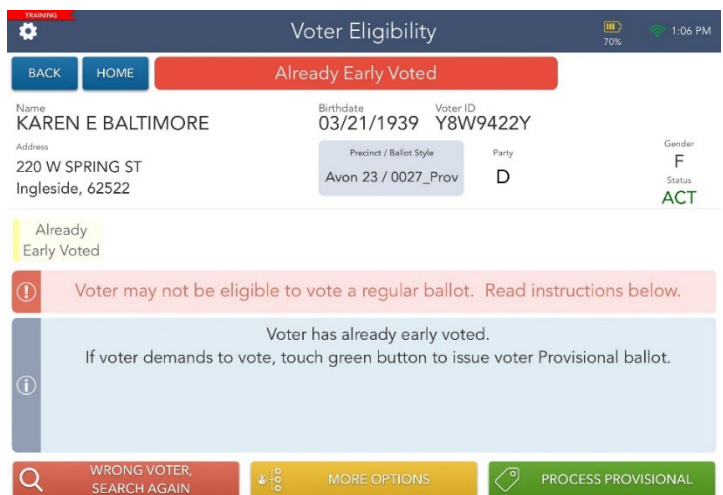 TRAINING
Voter Eligibility
70%
1:06 PM
BACK
HOME
Already Early Voted
Name
KAREN E BALTIMORE
Birthdate
03/21/1939
Voter ID
Y8W9422Y
Address
220 W SPRING ST
Ingleside, 62522
Precinct / Ballot Style
Avon 23 / 0027_Prov
Party
D
Gender
F
Status
ACT
Already
Early Voted
Voter may not be eligible to vote a regular ballot. Read instructions below.
Voter has already early voted.
If voter demands to vote, touch green button to issue voter Provisional ballot.
WRONG VOTER,
SEARCH AGAIN
MORE OPTIONS
PROCESS PROVISIONAL